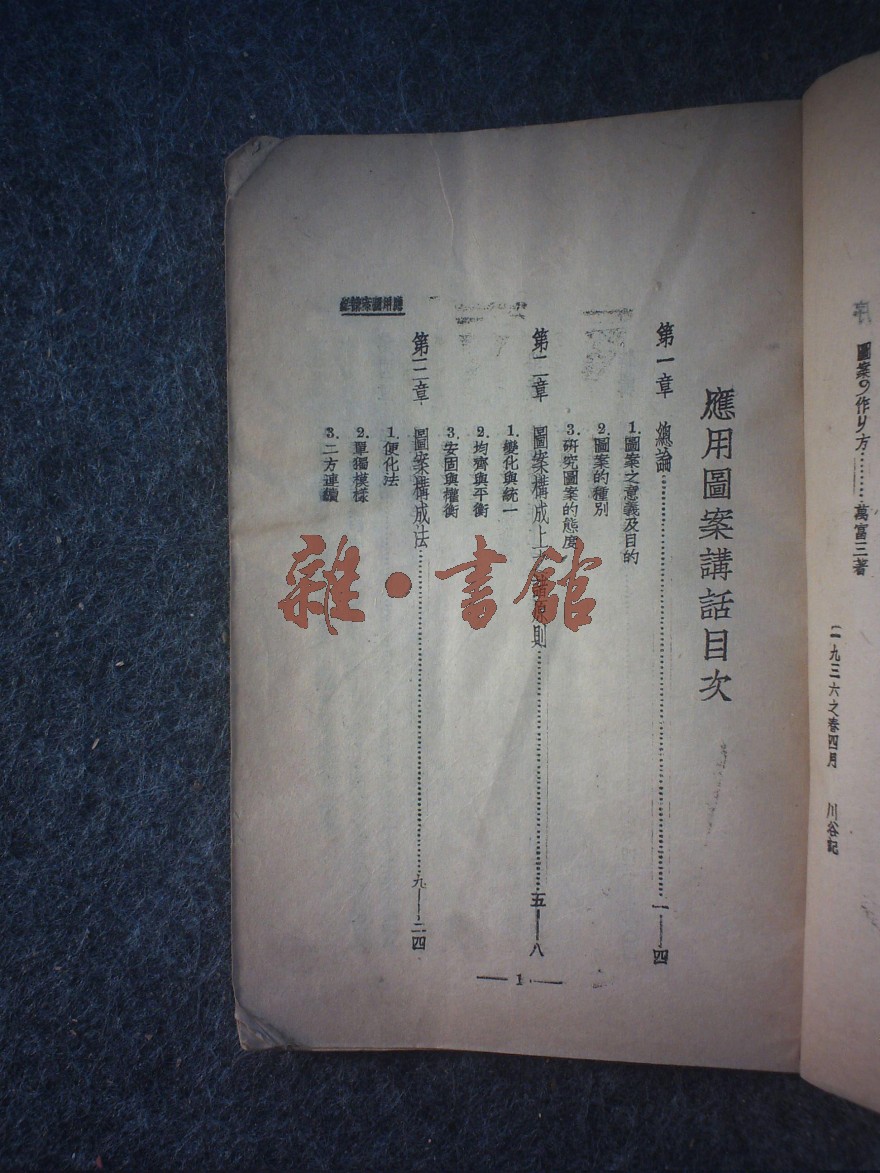 圖案の作り方………萬富三著
一九三六之春四月　川谷記
應用圖案講話目次
第一章　總論………一——四
1.圖案之意義及目的
2.圖案的種別
3.研究圖案的態度
第二章　圖案構成上之諸原則………五——八
1.變化與統一
2.均齊與平衡
3.安固與權衡
第三章　圖案構成法………九——二四
1.便化法
2.單獨模樣
3.二方連續
應用圖案講話
— 1 —
雜·書館